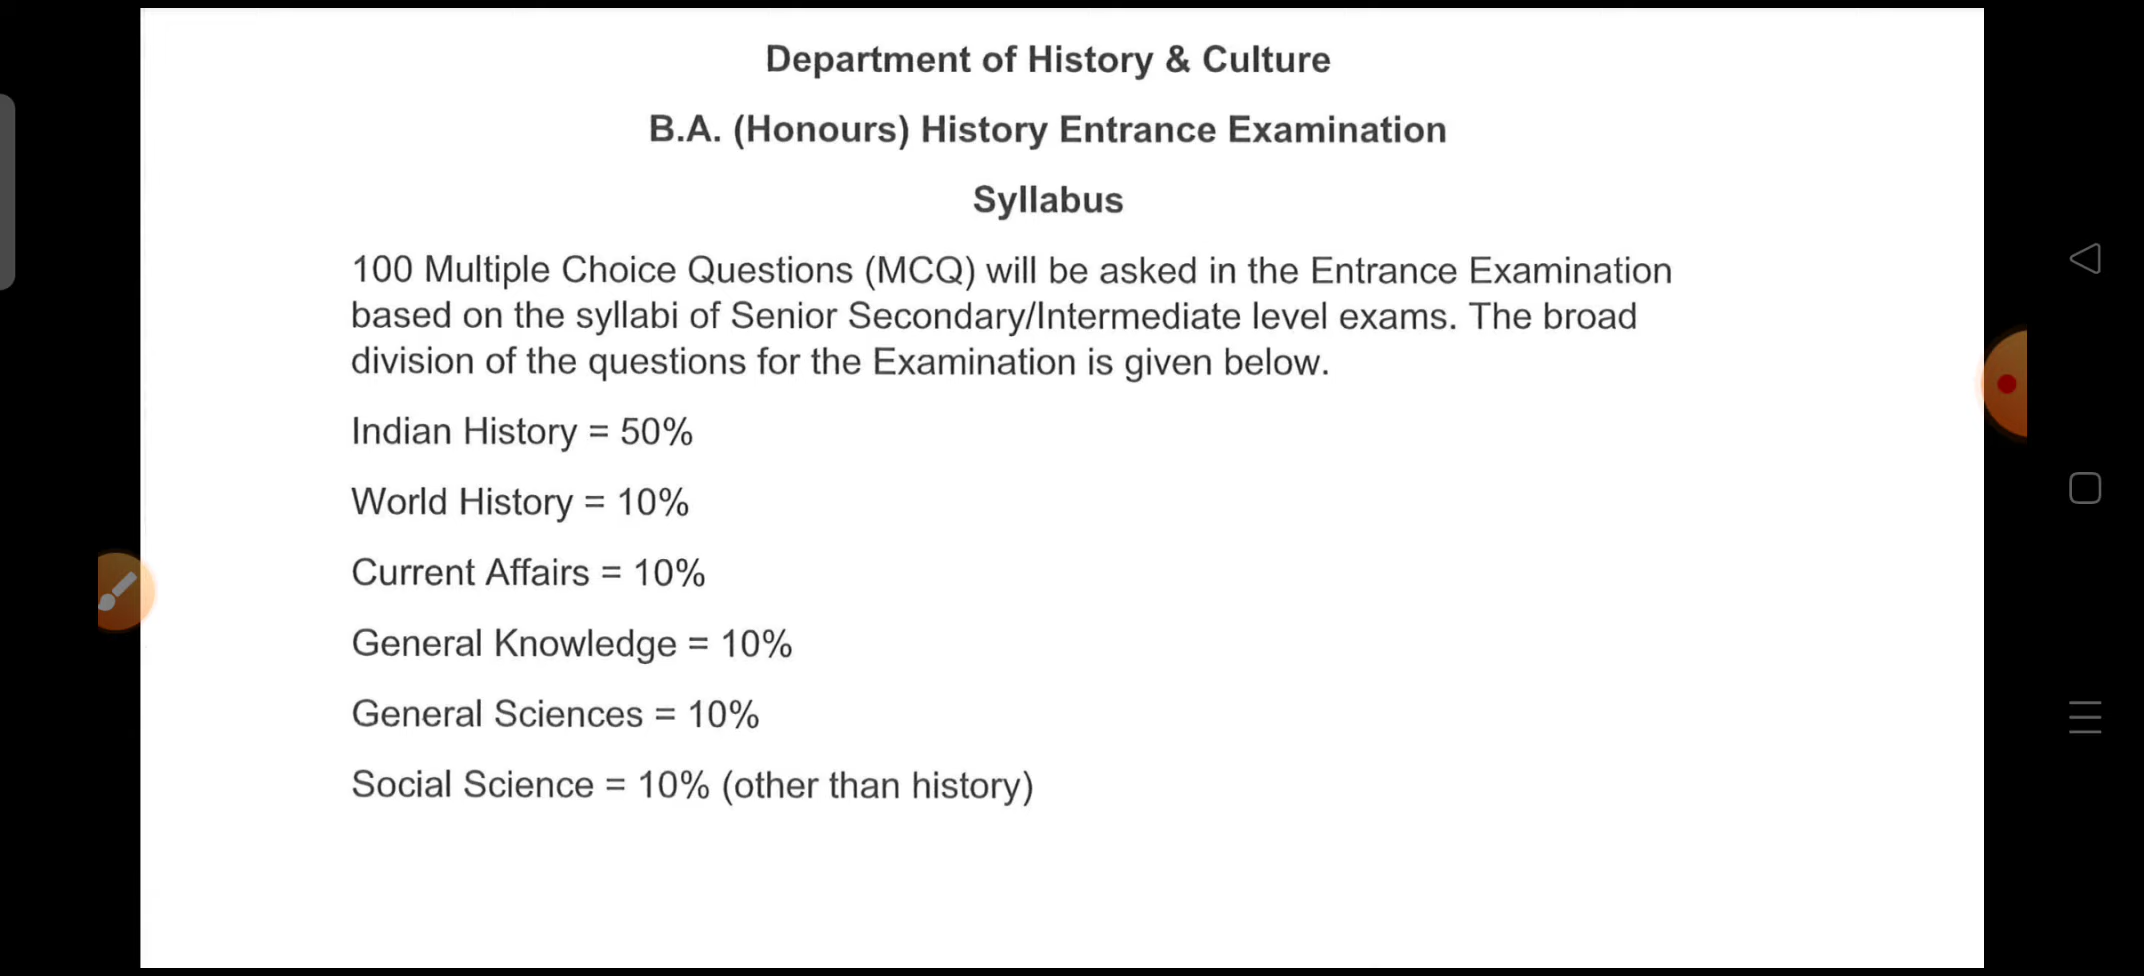 Department of History & Culture
B.A. (Honours) History Entrance Examination
Syllabus
100 Multiple Choice Questions (MCQ) will be asked in the Entrance Examination
based on the syllabi of Senior Secondary/Intermediate level exams. The broad
division of the questions for the Examination is given below.
Indian History = 50%
World History = 10%
Current Affairs = 10%
General Knowledge = 10%
General Sciences = 10%
Social Science = 10% (other than history)